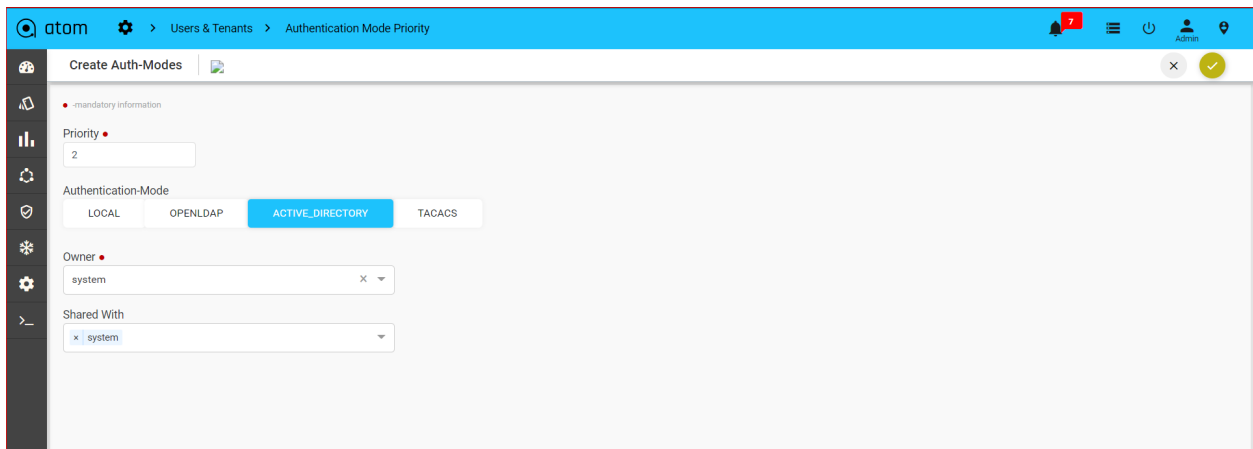 atom > Users & Tenants > Authentication Mode Priority 7
Admin
Create Auth-Modes
-mandatory information
Priority
2
Authentication-Mode
LOCAL OPENLDAP ACTIVE_DIRECTORY TACACS
Owner
system
Shared With
× system